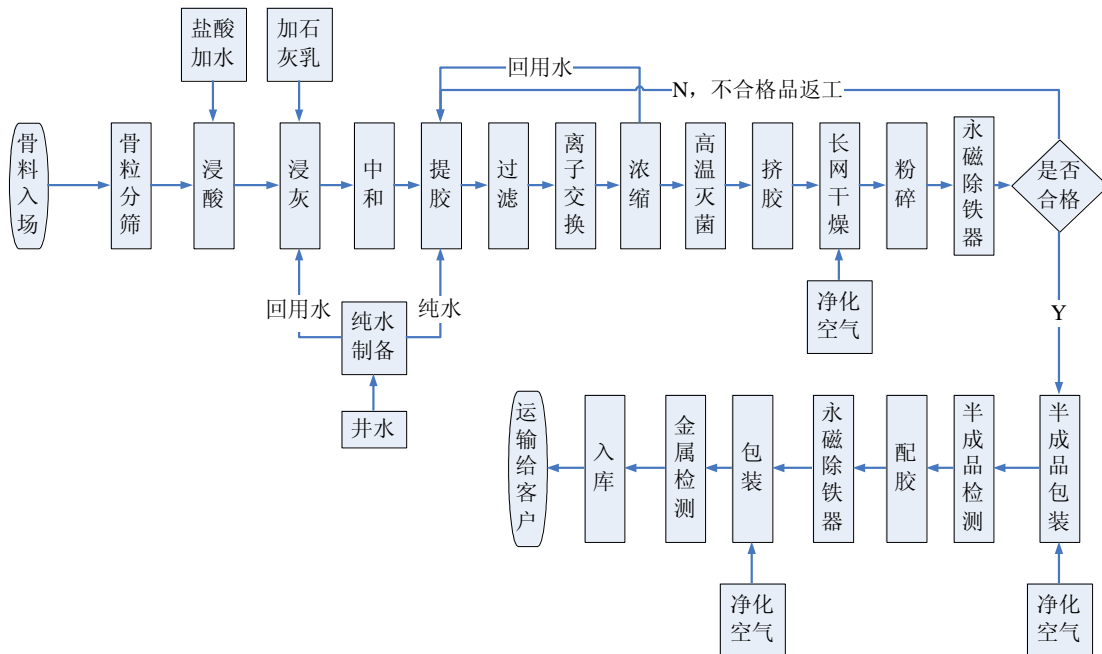 盐酸
加水
加石
灰乳
回用水
N，不合格品返工
骨料入场
骨粒分筛
浸酸
浸灰
中和
提胶
过滤
离子交换
浓缩
高温灭菌
挤胶
长网干燥
粉碎
永磁除铁器
是否
合格
回用水
纯水
纯水
制备
净化
空气
Y
井水
运输给客户
入库
金属检测
包装
永磁除铁器
配胶
半成品检测
半成品包装
净化
空气
净化
空气